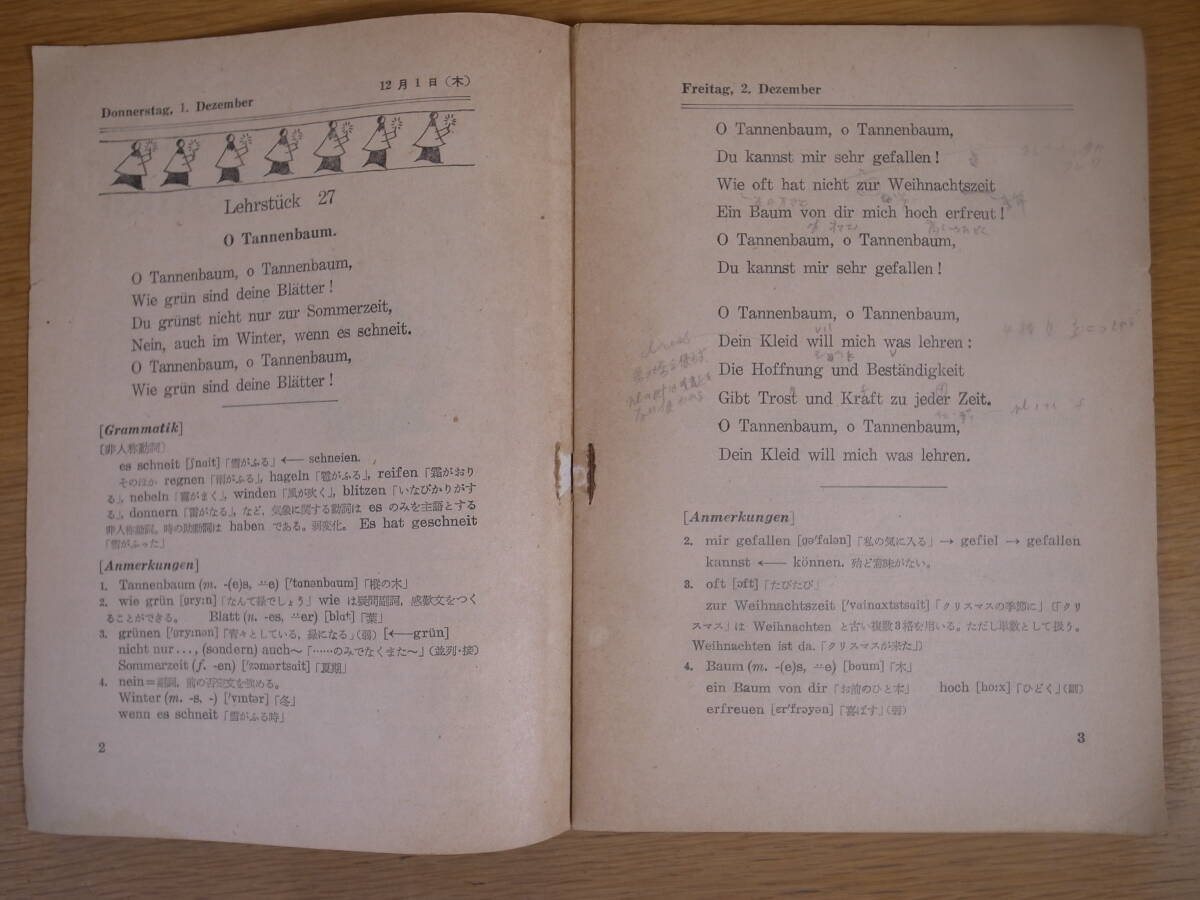 12月1日（木）
Donnerstag, 1. Dezember
Lehrstück 27
O Tannenbaum.
O Tannenbaum, o Tannenbaum,
Wie grün sind deine Blätter!
Du grünst nicht nur zur Sommerzeit,
Nein, auch im Winter, wenn es schneit.
O Tannenbaum, o Tannenbaum,
Wie grün sind deine Blätter!
[Grammatik]
〔非人称動詞〕
es schneit [ʃnait]「雪がふる」← schneien.
そのほか regnen「雨がふる」, hageln「雹がふる」, reifen「霜がおり
る」, nebeln「霧がまく」, winden「風が吹く」, blitzen「いなびかりがす
る」, donnern「雷がなる」, など, 気象に関する動詞は es のみを主語とする
非人称動詞。時の助動詞は haben である。弱変化。 Es hat geschneit
「雪がふった」
[Anmerkungen]
1. Tannenbaum (m. -(e)s, ⸚e) ['tanənbaum]「樅の木」
2. wie grün [gry:n]「なんて緑でしょう」 wie は疑問副詞, 感歎文をつく
ることができる。 Blatt (n. -es, ⸚er) [blat]「葉」
3. grünen ['gry:nən]「青々としている, 緑になる」(弱) [←grün]
nicht nur..., (sondern) auch〜「……のみでなくまた〜」(並列・接)
Sommerzeit (f. -en) ['zɔmərtsait]「夏期」
4. nein＝副詞, 前の否定文を強める。
Winter (m. -s, -) ['vintər]「冬」
wenn es schneit「雪がふる時」
2
Freitag, 2. Dezember
O Tannenbaum, o Tannenbaum,
Du kannst mir sehr gefallen!
Wie oft hat nicht zur Weihnachtszeit
Ein Baum von dir mich hoch erfreut!
O Tannenbaum, o Tannenbaum,
Du kannst mir sehr gefallen!
O Tannenbaum, o Tannenbaum,
Dein Kleid will mich was lehren:
Die Hoffnung und Beständigkeit
Gibt Trost und Kraft zu jeder Zeit.
O Tannenbaum, o Tannenbaum,
Dein Kleid will mich was lehren.
[Anmerkungen]
2. mir gefallen [gə'falən]「私の気に入る」→ gefiel → gefallen
kannst ← können. 殆ど意味がない。
3. oft [ɔft]「たびたび」
zur Weihnachtszeit ['vainaxtstsait]「クリスマスの季節に」(「クリ
スマス」は Weihnachten と古い複数3格を用いる。ただし単数として扱う。
Weihnachten ist da.「クリスマスが来た」)
4. Baum (m. -(e)s, ⸚e) [baum]「木」
ein Baum von dir「お前のひと本」 hoch [ho:x]「ひどく」(副)
erfreuen [ɛr'frɔyən]「喜ばす」(弱)
3